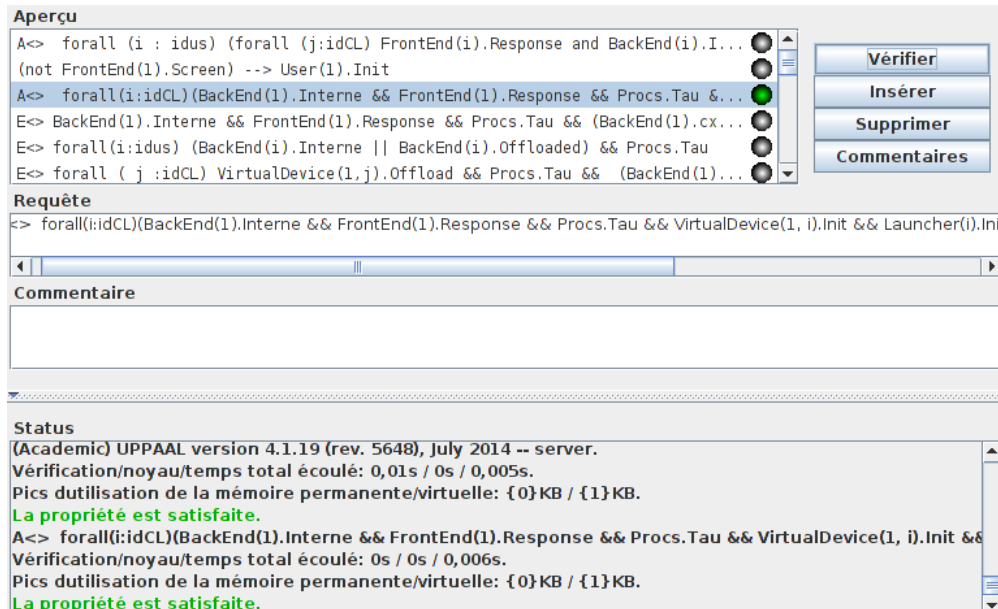 Aperçu
A<> forall (i : idus) (forall (j:idCL) FrontEnd(i).Response and BackEnd(i).I...
(not FrontEnd(1).Screen) --> User(1).Init
A<> forall(i:idCL)(BackEnd(1).Interne && FrontEnd(1).Response && Procs.Tau &...
E<> BackEnd(1).Interne && FrontEnd(1).Response && Procs.Tau && (BackEnd(1).cx...
E<> forall(i:idus) (BackEnd(i).Interne || BackEnd(i).Offloaded) && Procs.Tau
E<> forall ( j :idCL) VirtualDevice(1,j).Offload && Procs.Tau && (BackEnd(1)...
Vérifier
Insérer
Supprimer
Commentaires
Requête
<> forall(i:idCL)(BackEnd(1).Interne && FrontEnd(1).Response && Procs.Tau && VirtualDevice(1, i).Init && Launcher(i).Ini
Commentaire
Status
(Academic) UPPAAL version 4.1.19 (rev. 5648), July 2014 -- server.
Vérification/noyau/temps total écoulé: 0,01s / 0s / 0,005s.
Pics dutilisation de la mémoire permanente/virtuelle: {0}KB / {1}KB.
La propriété est satisfaite.
A<> forall(i:idCL)(BackEnd(1).Interne && FrontEnd(1).Response && Procs.Tau && VirtualDevice(1, i).Init &&
Vérification/noyau/temps total écoulé: 0s / 0s / 0,006s.
Pics dutilisation de la mémoire permanente/virtuelle: {0}KB / {1}KB.
La propriété est satisfaite.